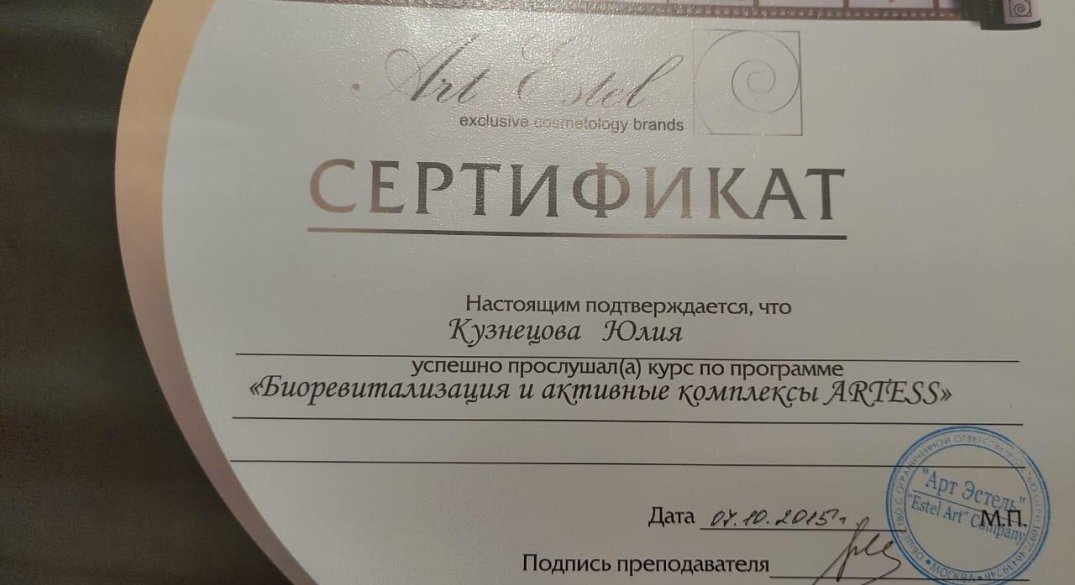 Art Estel
exclusive cosmetology brands
СЕРТИФИКАТ
Настоящим подтверждается, что
Кузнецова Юлия
успешно прослушал(а) курс по программе
«Биоревитализация и активные комплексы ARTESS»
Дата 07.10.2015г.
"Арт Эстель"
"Estel Art" Company
М.П.
Подпись преподавателя
МОСКВА